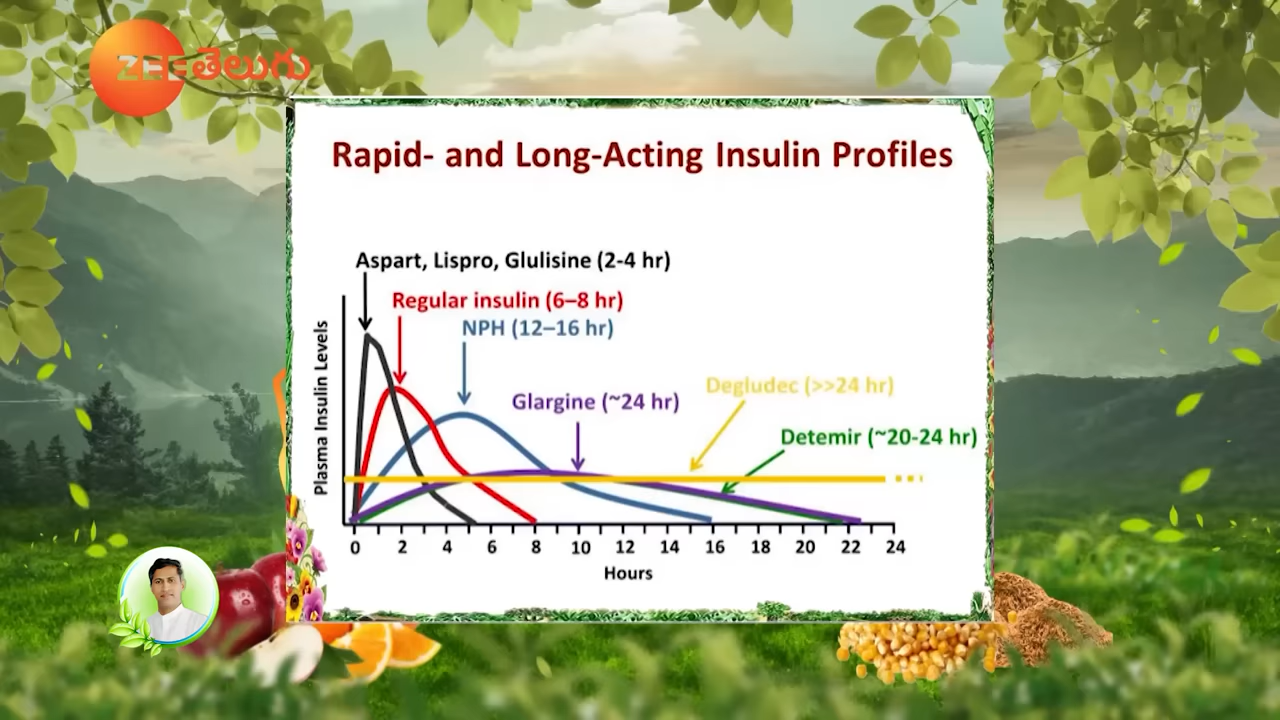 ZEE తెలుగు
Rapid- and Long-Acting Insulin Profiles
Aspart, Lispro, Glulisine (2-4 hr)
Regular insulin (6–8 hr)
NPH (12–16 hr)
Degludec (>>24 hr)
Glargine (~24 hr)
Detemir (~20-24 hr)
Plasma Insulin Levels
0 2 4 6 8 10 12 14 16 18 20 22 24
Hours